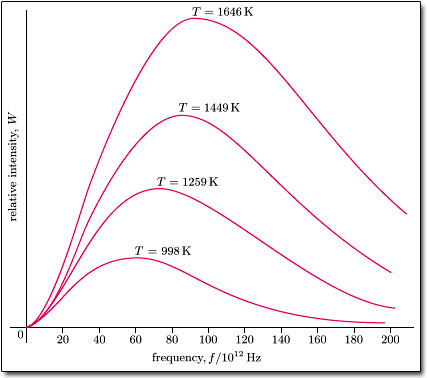 T = 1646 K
T = 1449 K
T = 1259 K
T = 998 K
relative intensity, W
0
20 40 60 80 100 120 140 160 180 200
frequency, f/10¹² Hz